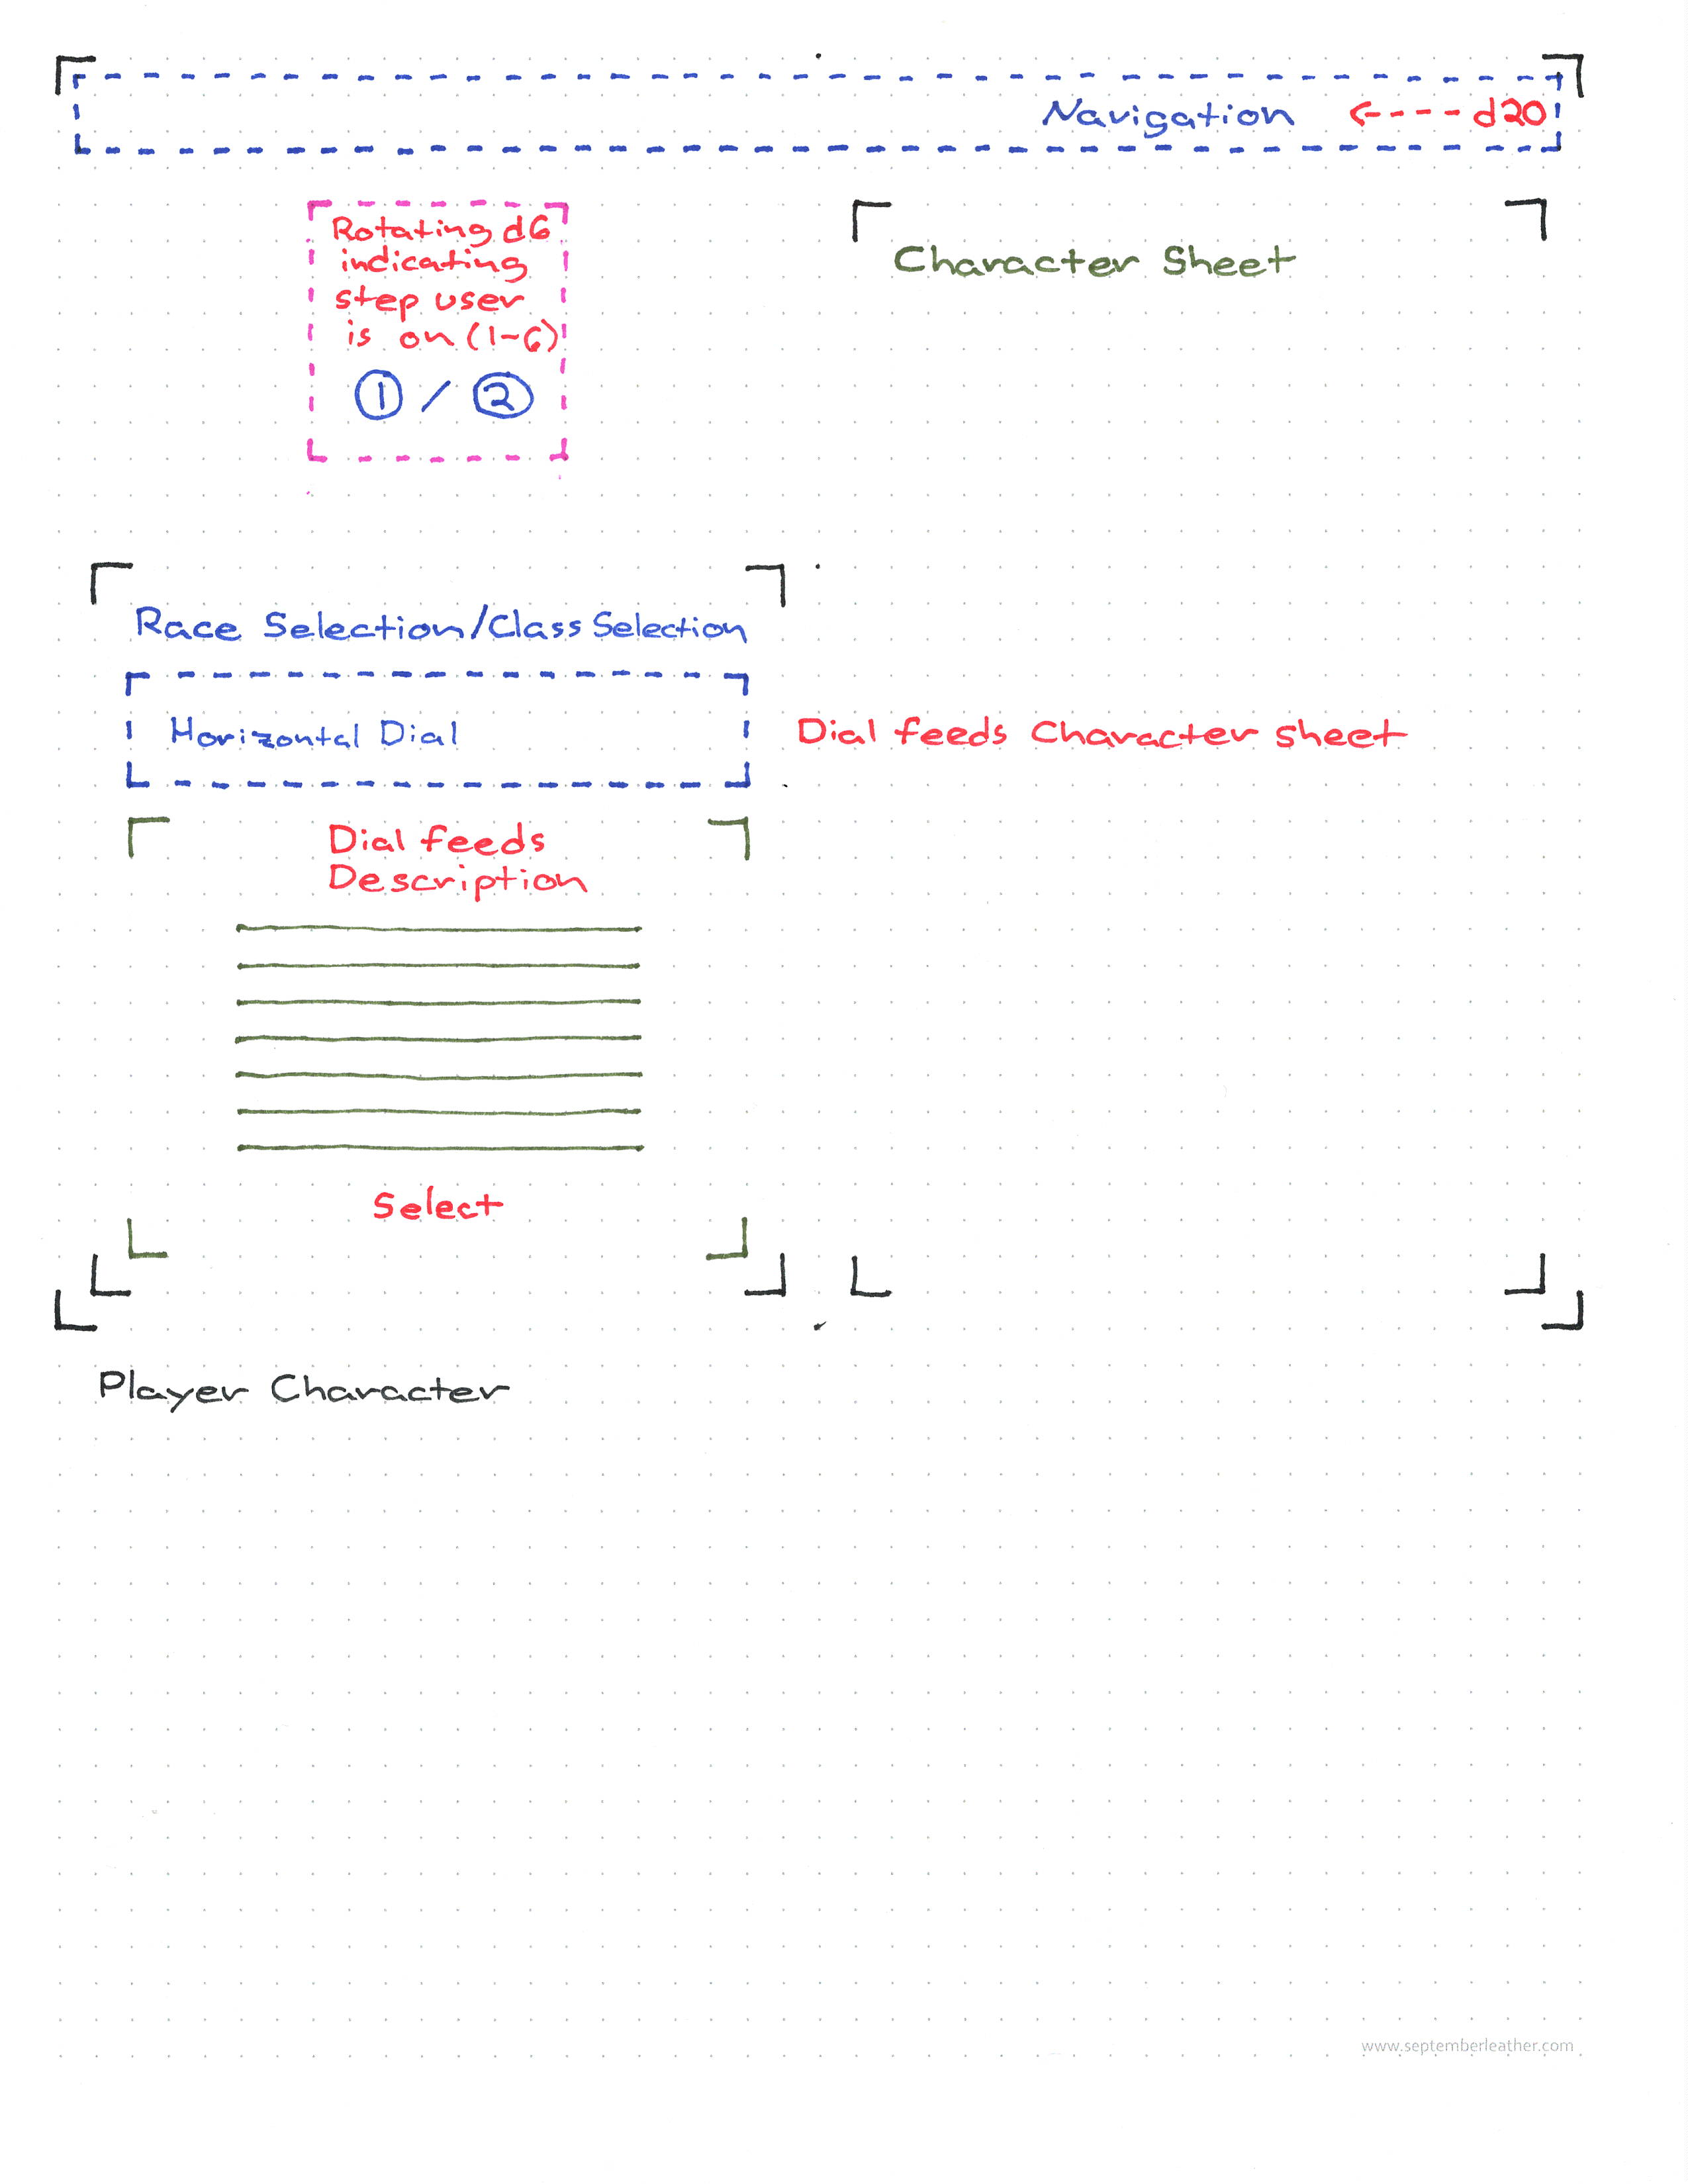 Navigation <----d20
Rotating d6
indicating
step user
is on (1-6)
1 / 2
Character Sheet
Race Selection/Class Selection
Horizontal Dial
Dial feeds Character sheet
Dial feeds
Description
Select
Player Character
www.septemberleather.com